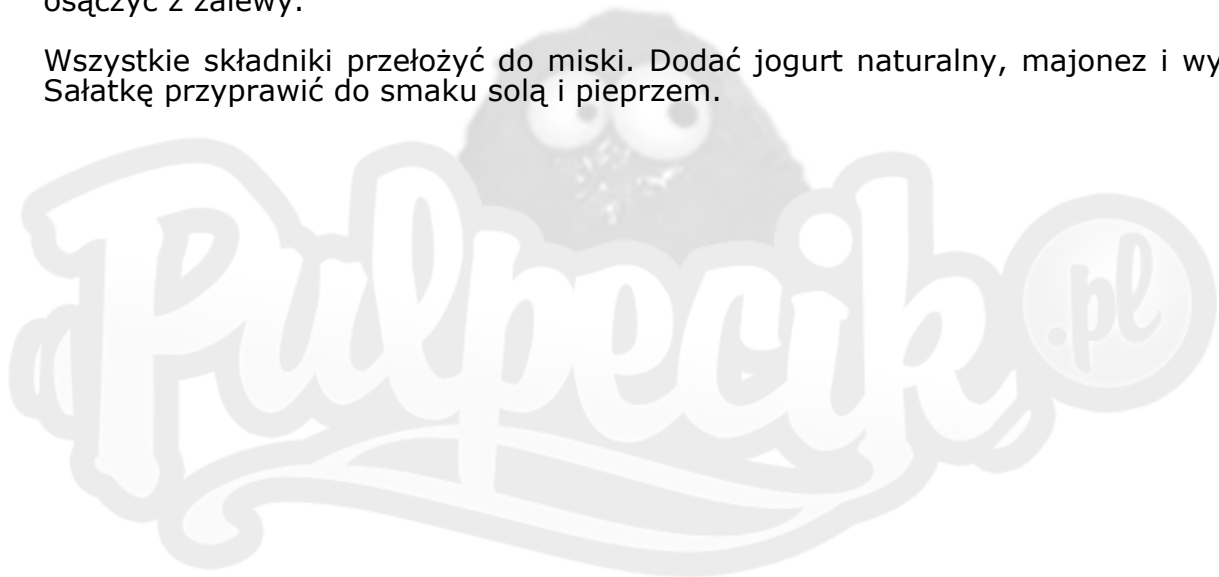 osączyć z zalewy.
Wszystkie składniki przełożyć do miski. Dodać jogurt naturalny, majonez i wy
Sałatkę przyprawić do smaku solą i pieprzem.
Pulpecik .pl